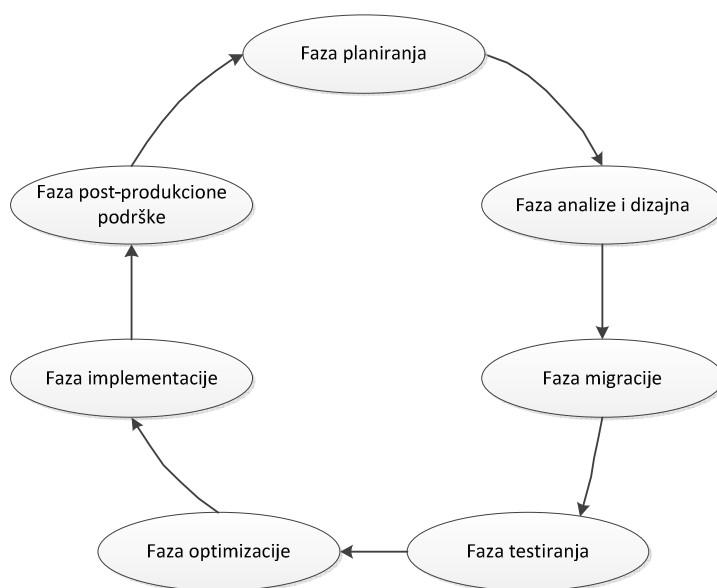 Faza planiranja
Faza analize i dizajna
Faza migracije
Faza testiranja
Faza optimizacije
Faza implementacije
Faza post-produkcione
podrške